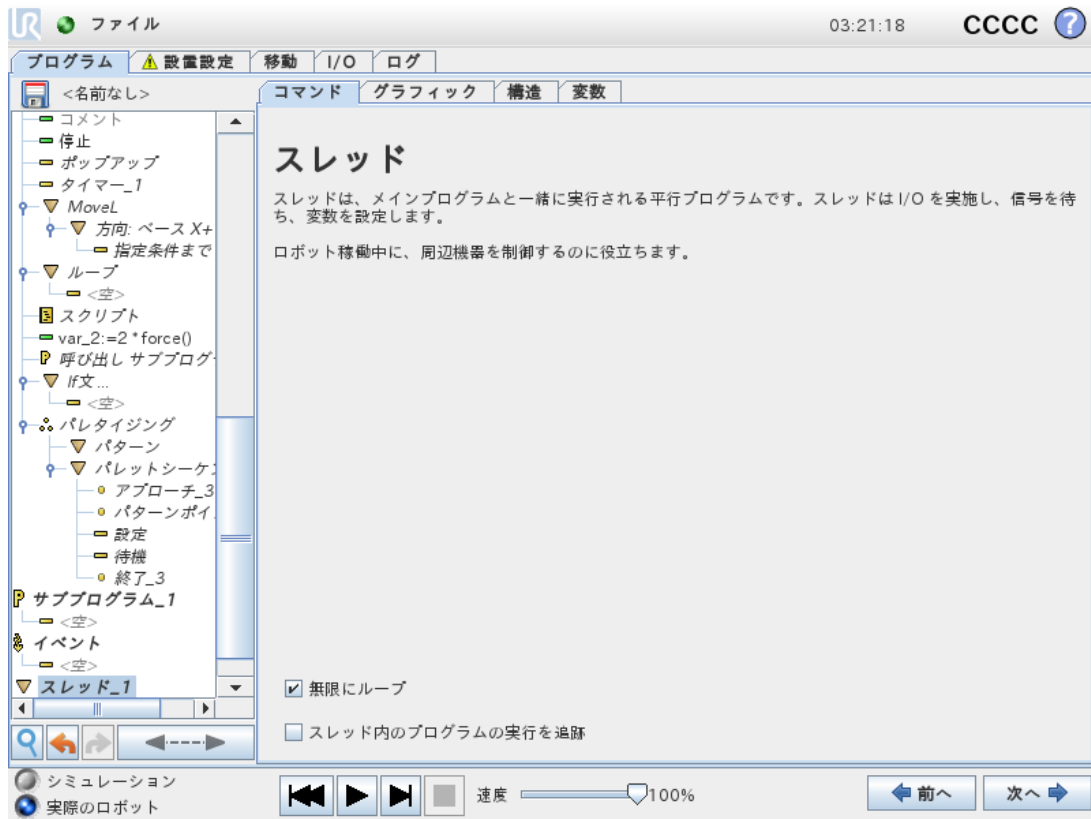 UR ファイル 03:21:18 CCCC ?
プログラム 設置設定 移動 I/O ログ
<名前なし>
コマンド グラフィック 構造 変数
コメント
停止
ポップアップ
タイマー_1
MoveL
方向: ベース X+
指定条件まで
ループ
<空>
スクリプト
var_2:=2*force()
P 呼び出し サブプログ
If文...
<空>
パレタイジング
パターン
パレットシーケ
アプローチ_3
パターンポイ
設定
待機
終了_3
P サブプログラム_1
<空>
イベント
<空>
スレッド_1
スレッド
スレッドは、メインプログラムと一緒に実行される平行プログラムです。スレッドは I/O を実施し、信号を待
ち、変数を設定します。
ロボット稼働中に、周辺機器を制御するのに役立ちます。
無限にループ
スレッド内のプログラムの実行を追跡
シミュレーション
実際のロボット
速度 100%
前へ 次へ